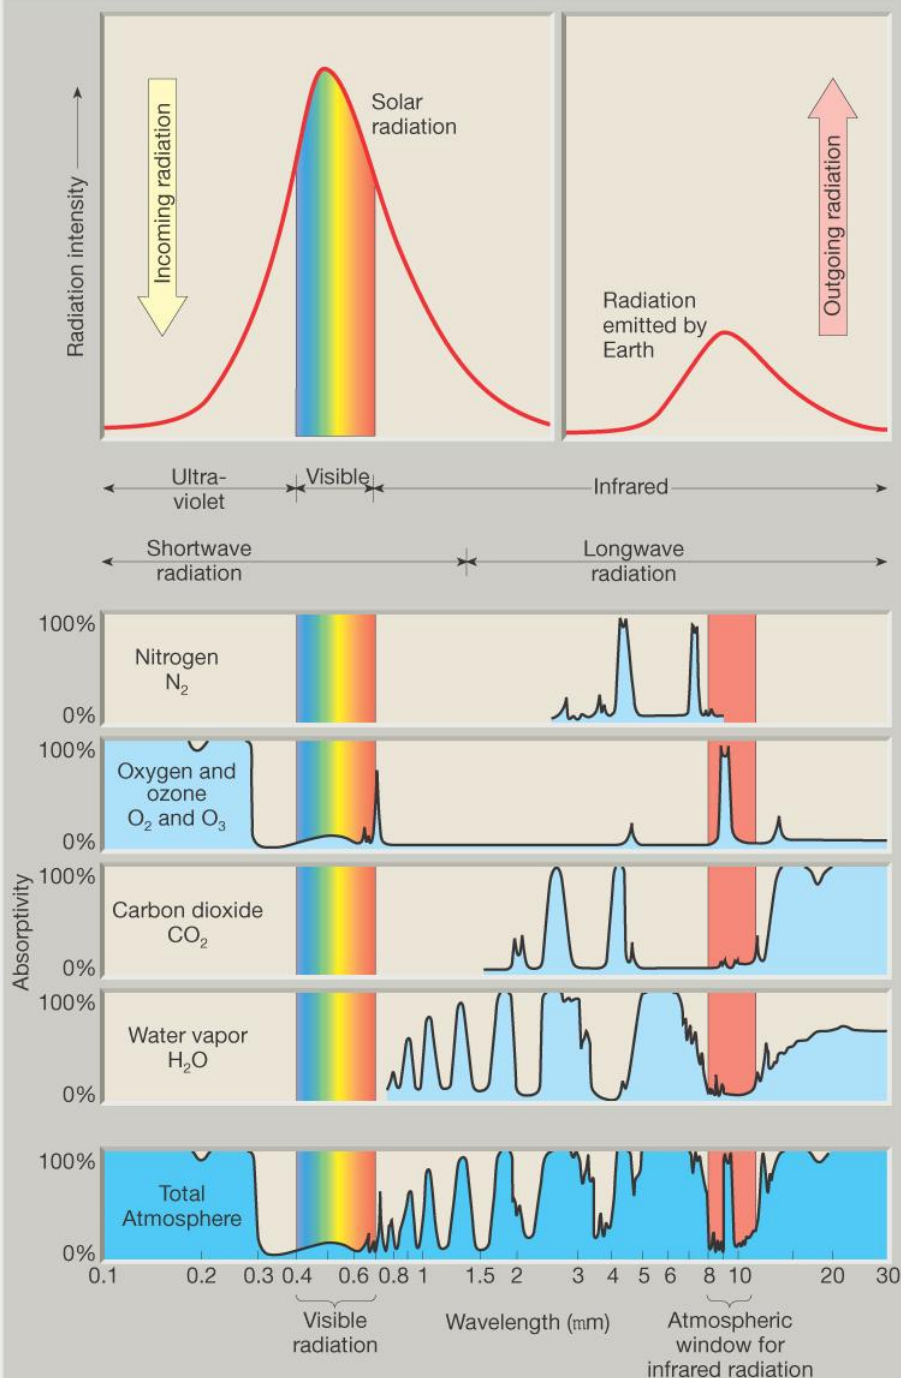 Radiation intensity
Incoming radiation
Solar
radiation
Radiation
emitted by
Earth
Outgoing radiation
Ultra-
violet
Visible
Infrared
Shortwave
radiation
Longwave
radiation
Absorptivity
100%
Nitrogen
N₂
0%
100%
Oxygen and
ozone
O₂ and O₃
0%
100%
Carbon dioxide
CO₂
0%
100%
Water vapor
H₂O
0%
100%
Total
Atmosphere
0%
0.1 0.2 0.3 0.4 0.6 0.8 1 1.5 2 3 4 5 6 8 10 20 30
Visible
radiation
Wavelength (mm)
Atmospheric
window for
infrared radiation